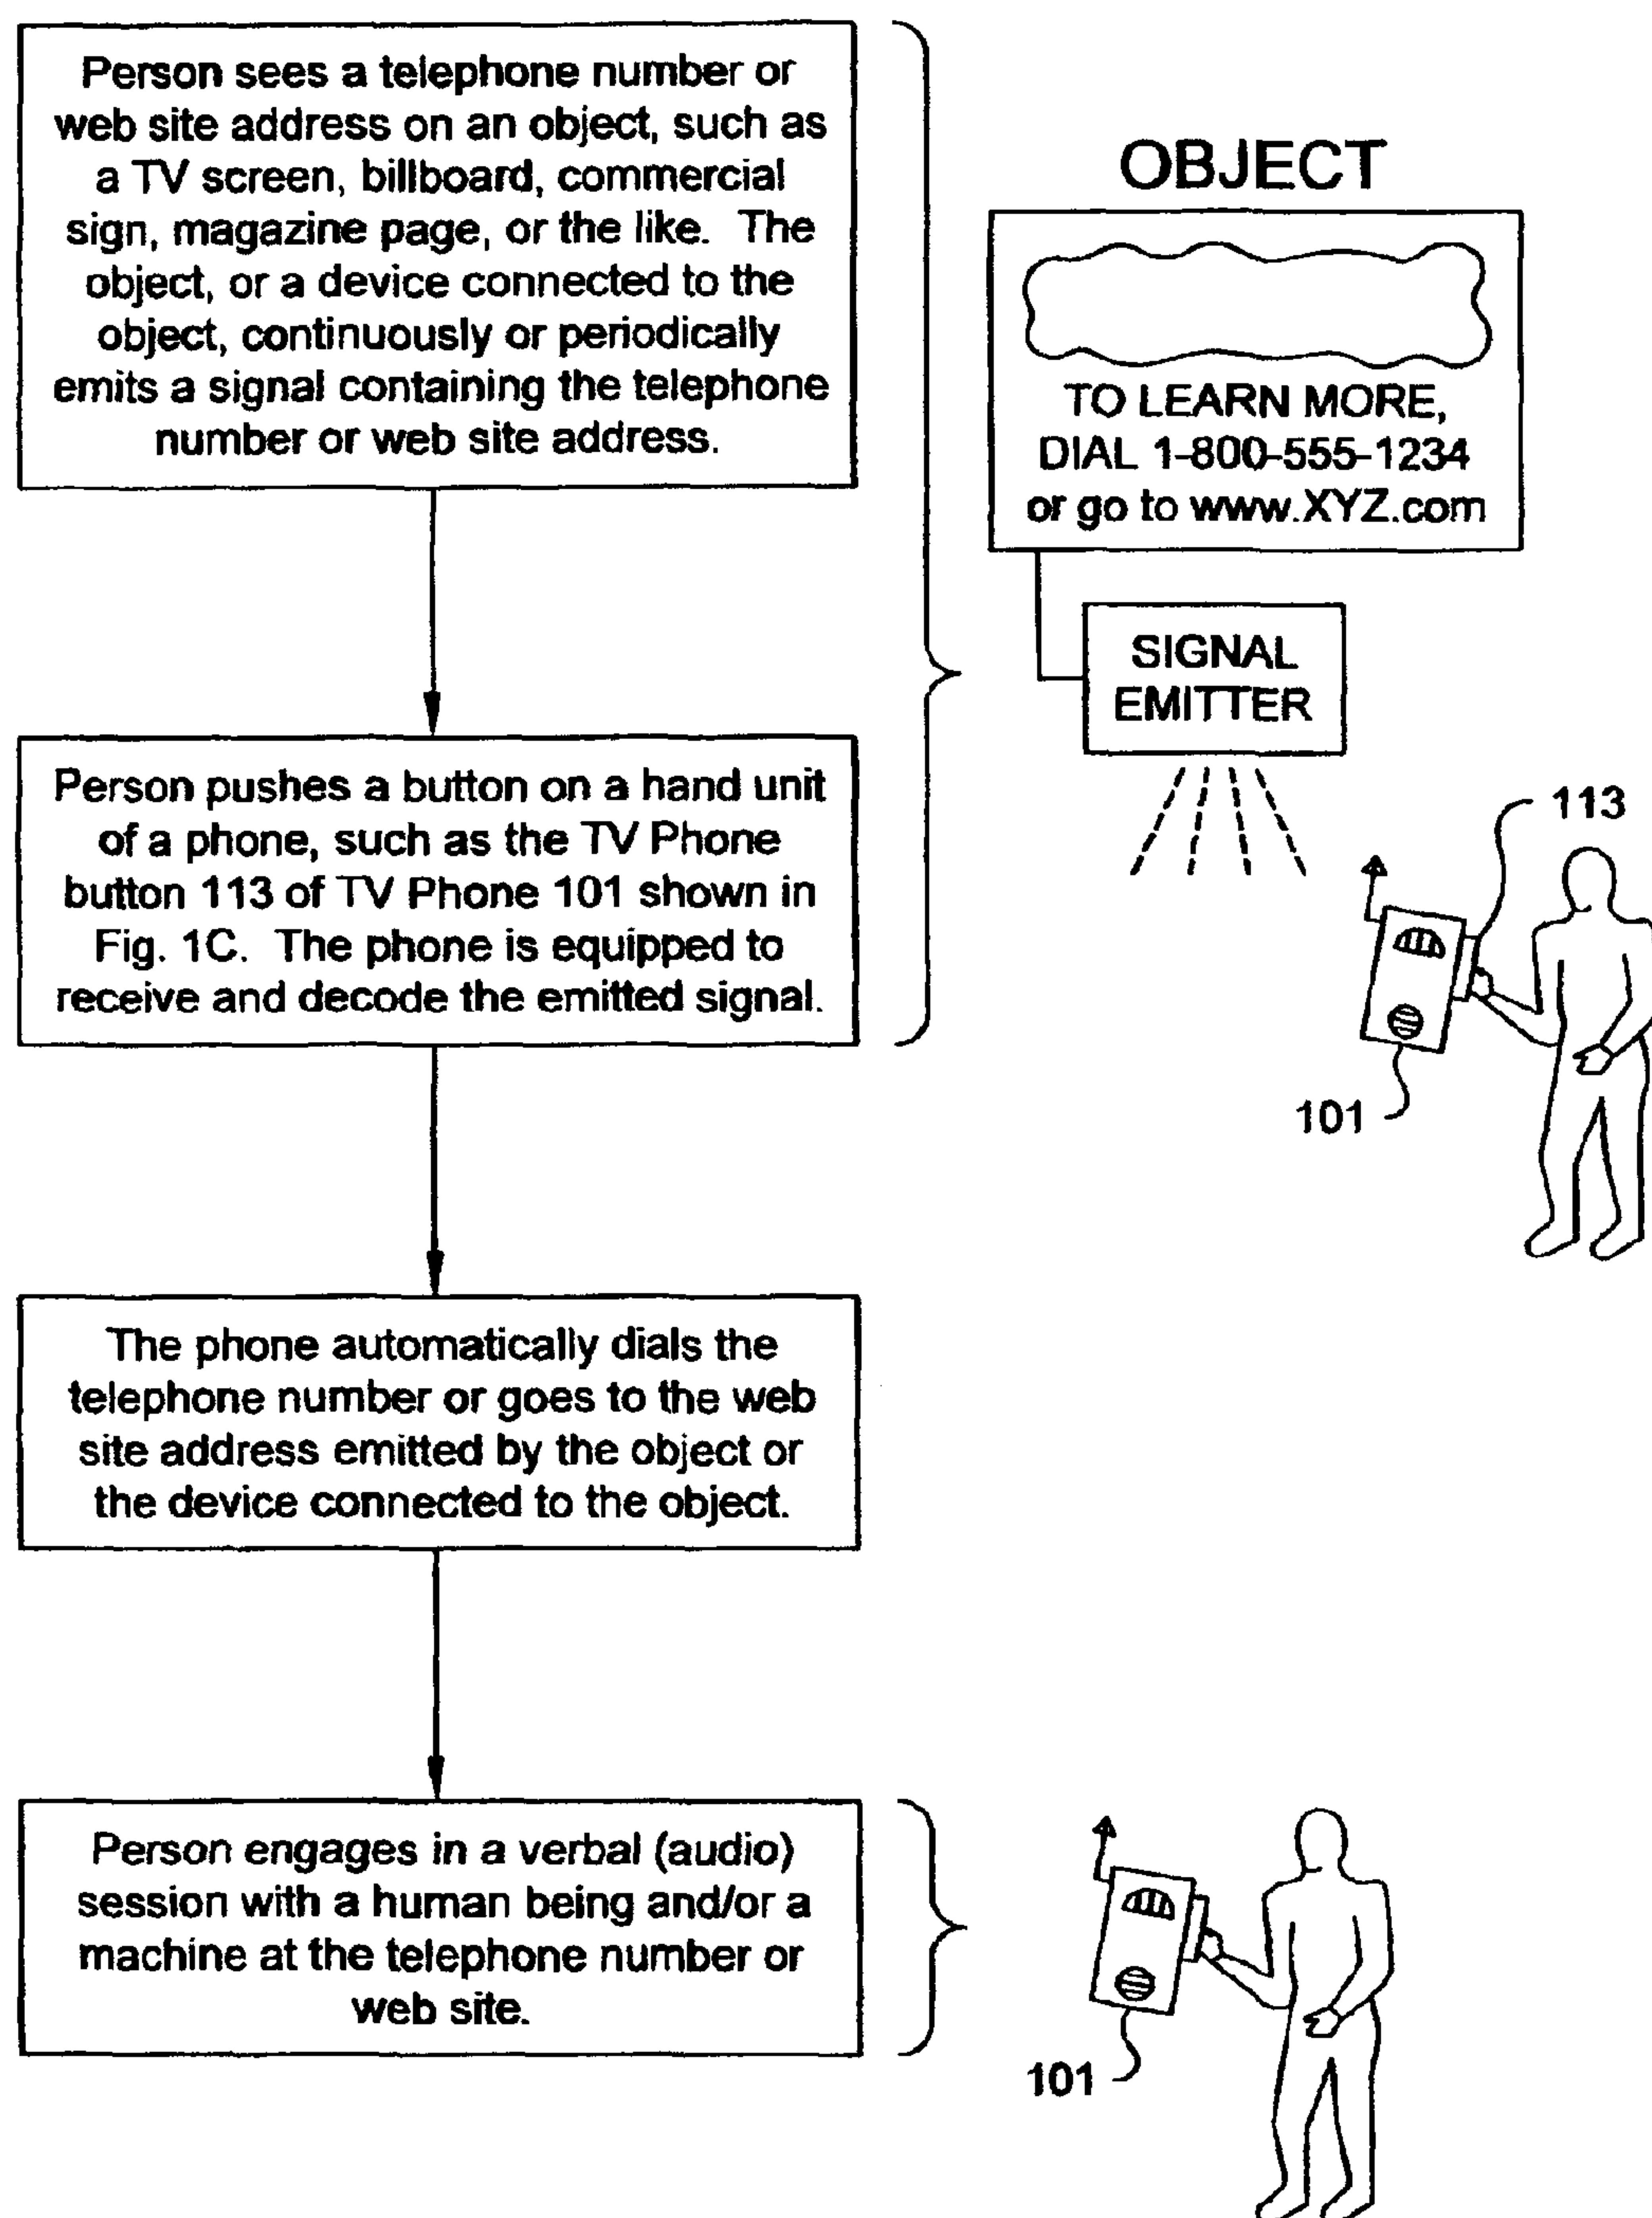 Person sees a telephone number or
web site address on an object, such as
a TV screen, billboard, commercial
sign, magazine page, or the like. The
object, or a device connected to the
object, continuously or periodically
emits a signal containing the telephone
number or web site address.
OBJECT
TO LEARN MORE,
DIAL 1-800-555-1234
or go to www.XYZ.com
SIGNAL
EMITTER
Person pushes a button on a hand unit
of a phone, such as the TV Phone
button 113 of TV Phone 101 shown in
Fig. 1C. The phone is equipped to
receive and decode the emitted signal.
113
101
The phone automatically dials the
telephone number or goes to the web
site address emitted by the object or
the device connected to the object.
Person engages in a verbal (audio)
session with a human being and/or a
machine at the telephone number or
web site.
101